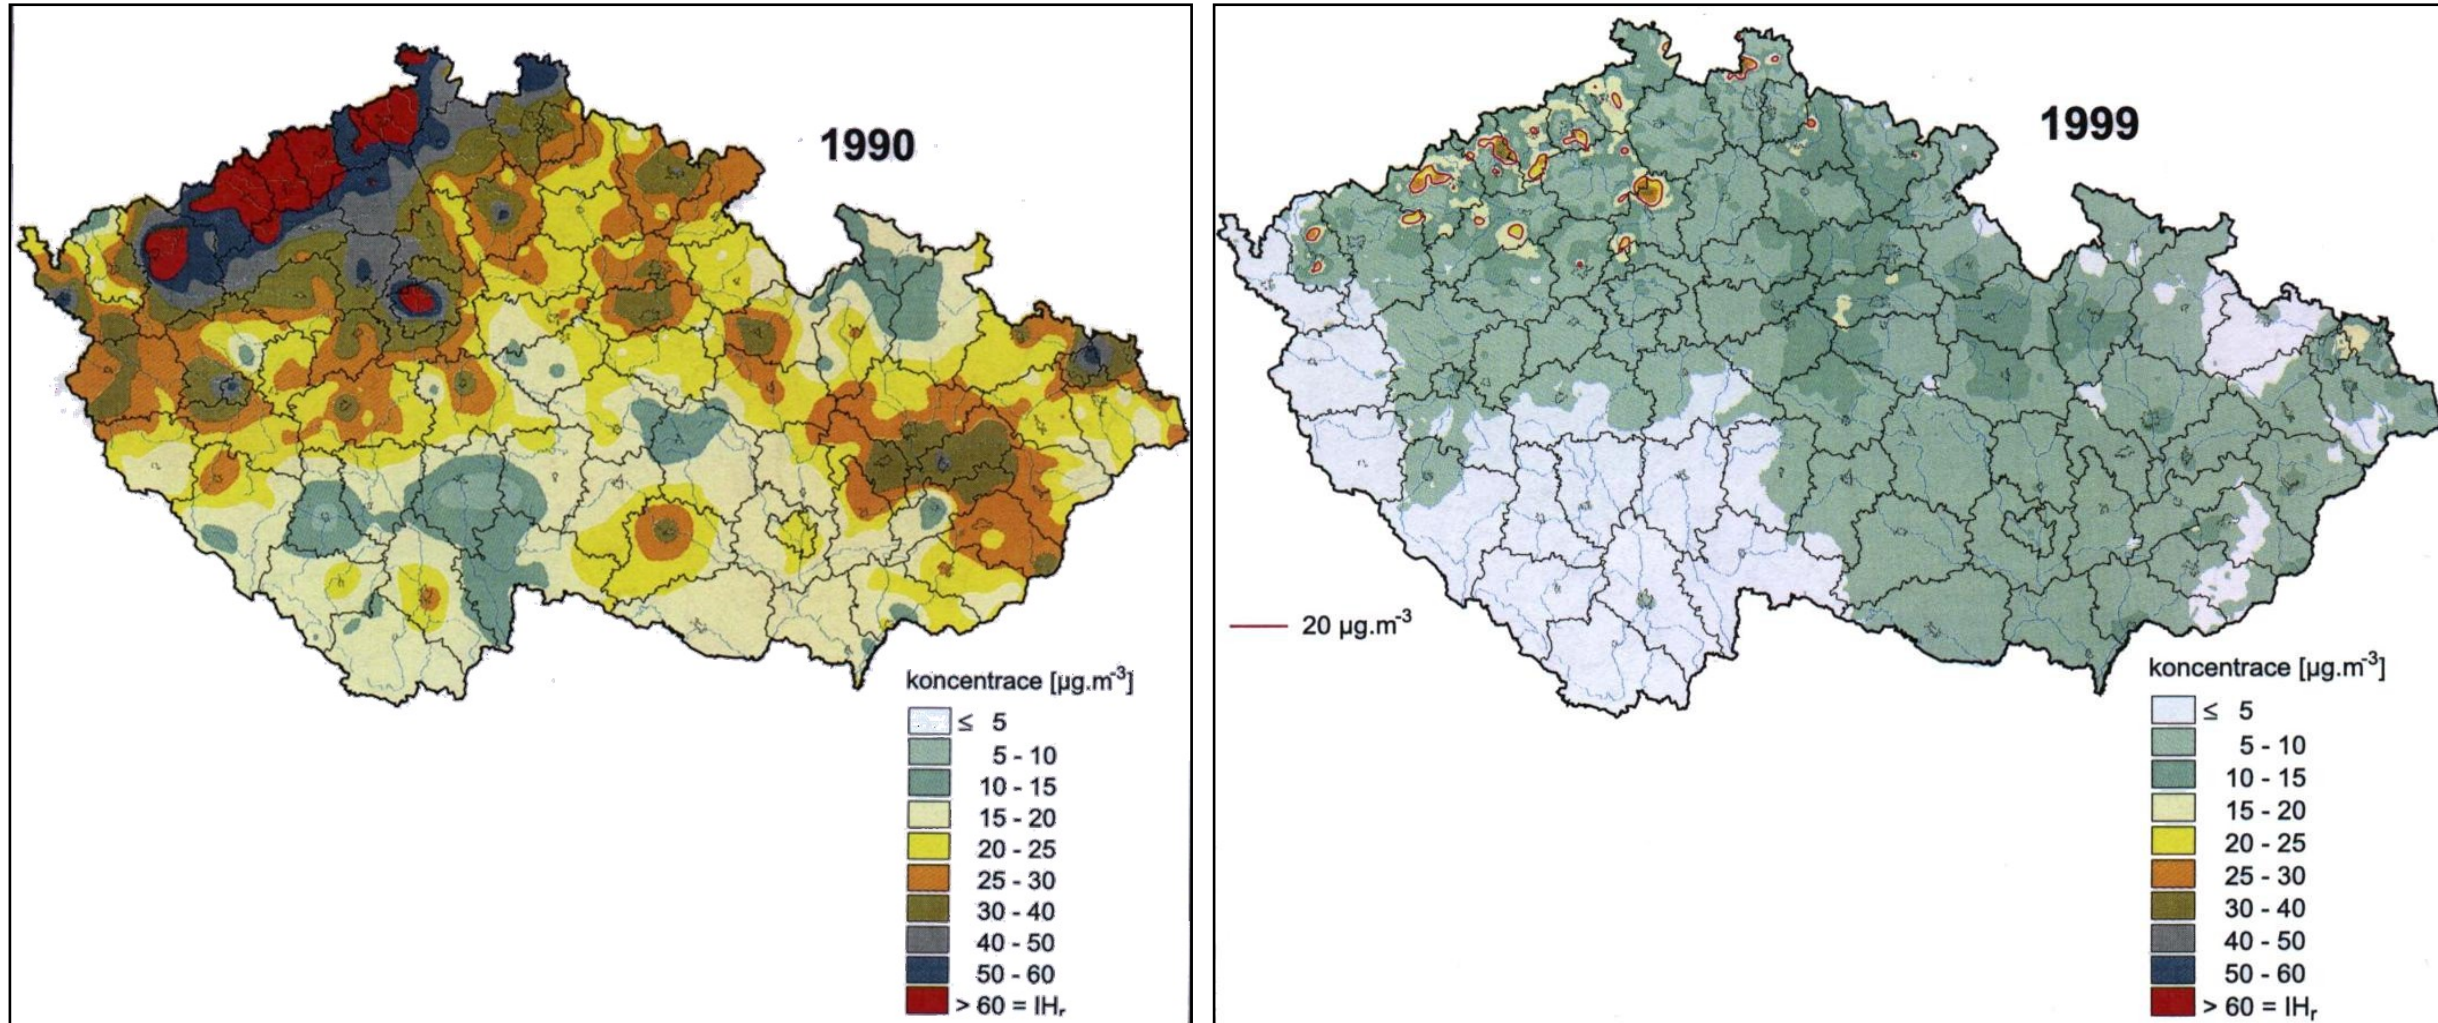 1990
koncentrace [µg.m-3]
≤ 5
5 - 10
10 - 15
15 - 20
20 - 25
25 - 30
30 - 40
40 - 50
50 - 60
> 60 = IHr
1999
20 µg.m-3
koncentrace [µg.m-3]
≤ 5
5 - 10
10 - 15
15 - 20
20 - 25
25 - 30
30 - 40
40 - 50
50 - 60
> 60 = IHr